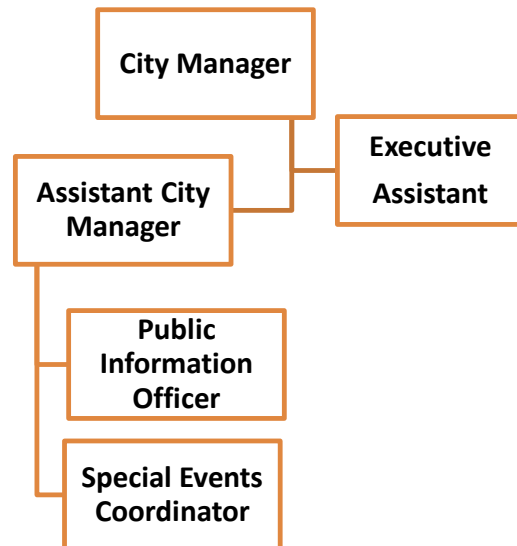 City Manager
Executive
Assistant
Assistant City
Manager
Public
Information
Officer
Special Events
Coordinator